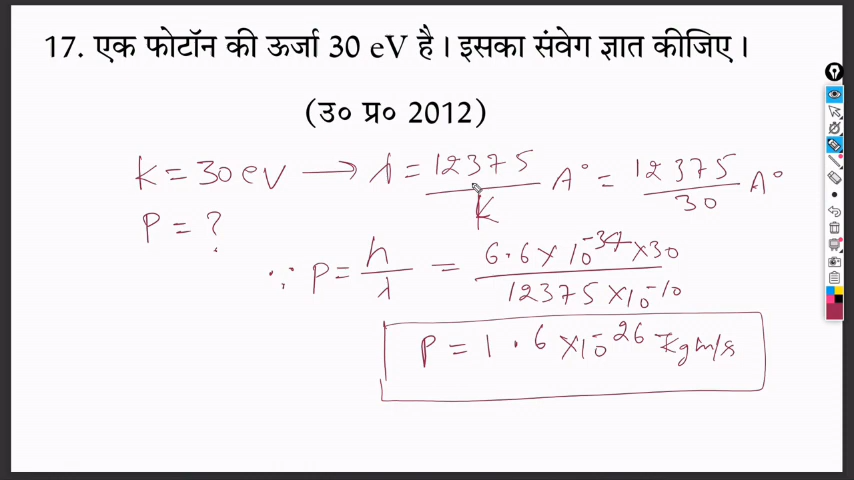 17. एक फोटॉन की ऊर्जा 30 eV है। इसका संवेग ज्ञात कीजिए।
(उ० प्र० 2012)
K = 30 eV → λ = 12375/K A° = 12375/30 A°
P = ?
∵ P = h/λ = 6.6 × 10^-34 × 30 / 12375 × 10^-10
P = 1.6 × 10^-26 Kg m/s